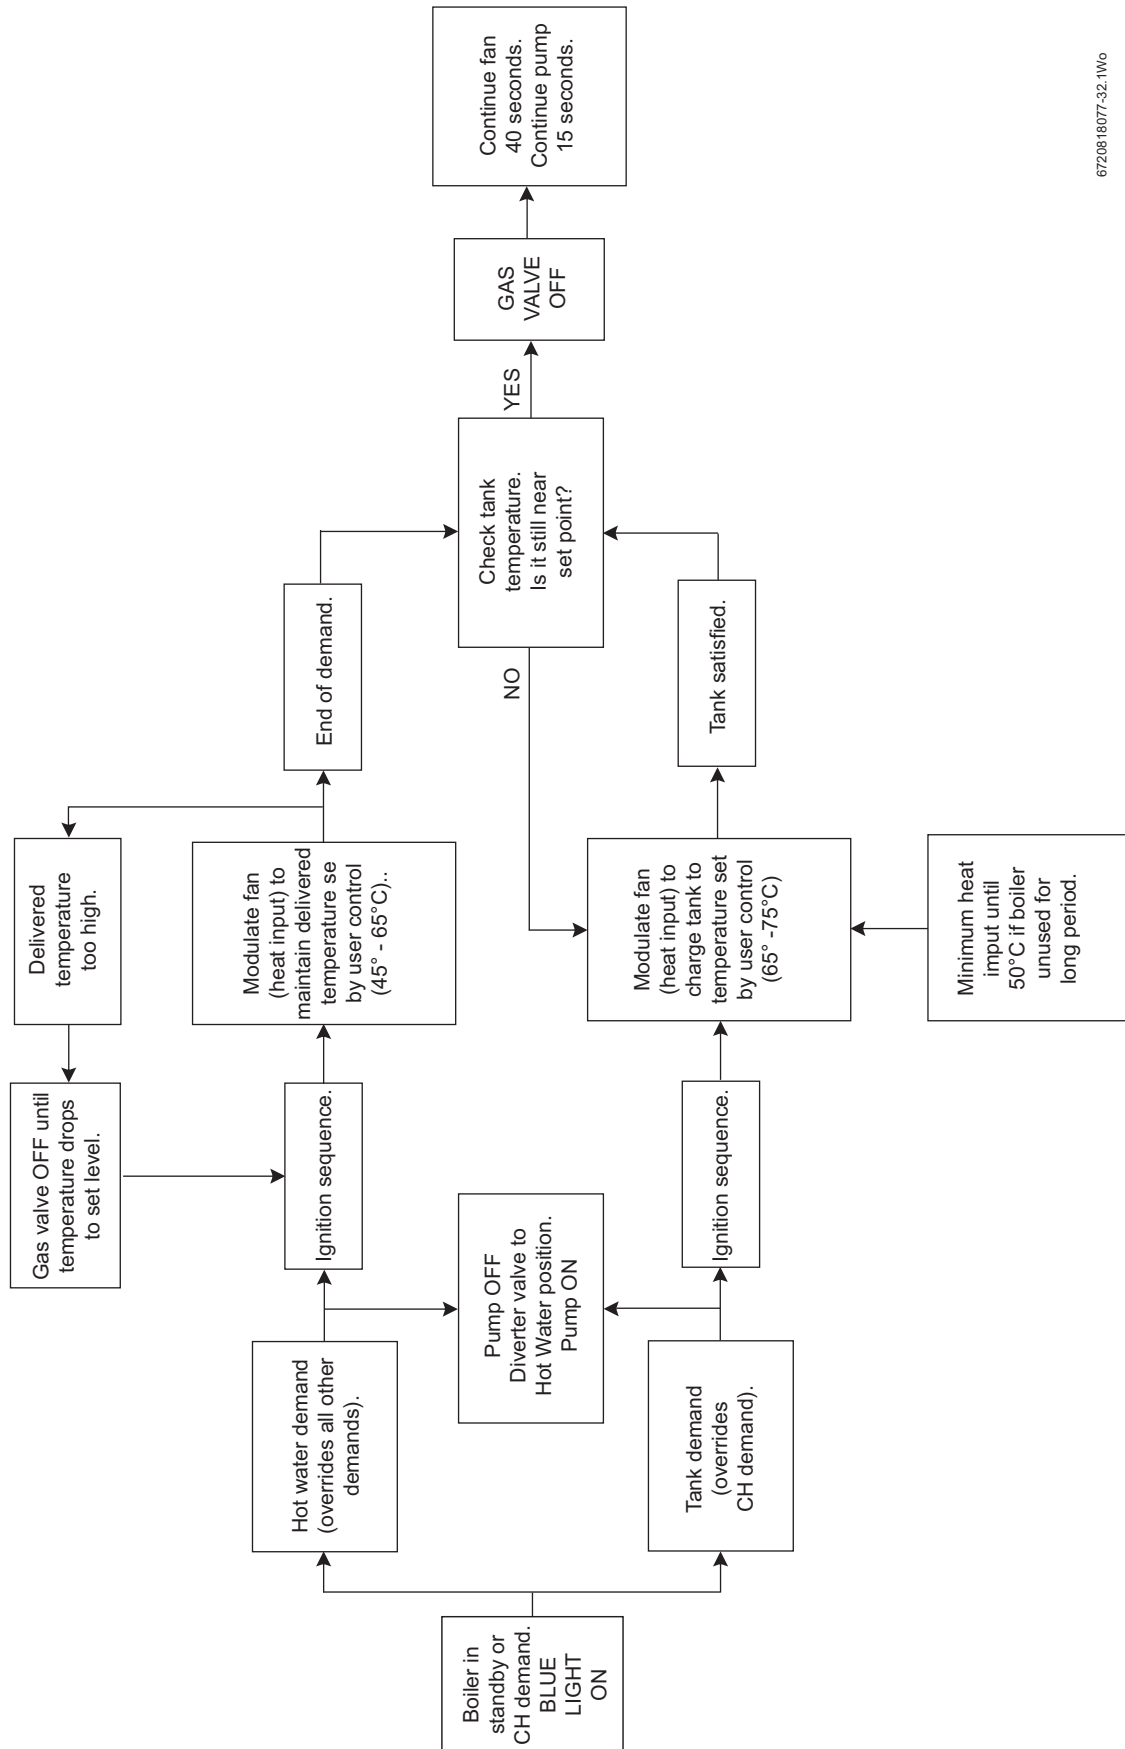 Boiler in
standby or
CH demand.
BLUE
LIGHT
ON
Hot water demand
(overrides all other
demands).
Tank demand
(overrides
CH demand).
Pump OFF
Diverter valve to
Hot Water position.
Pump ON
Ignition sequence.
Ignition sequence.
Gas valve OFF until
temperature drops
to set level.
Delivered
temperature
too high.
Modulate fan
(heat input) to
maintain delivered
temperature se
by user control
(45° - 65°C)..
Modulate fan
(heat input) to
charge tank to
temperature set
by user control
(65° -75°C)
Minimum heat
imput until
50°C if boiler
unused for
long period.
End of demand.
Tank satisfied.
NO
Check tank
temperature.
Is it still near
set point?
YES
GAS
VALVE
OFF
Continue fan
40 seconds.
Continue pump
15 seconds.
6720818077-32.1Wo